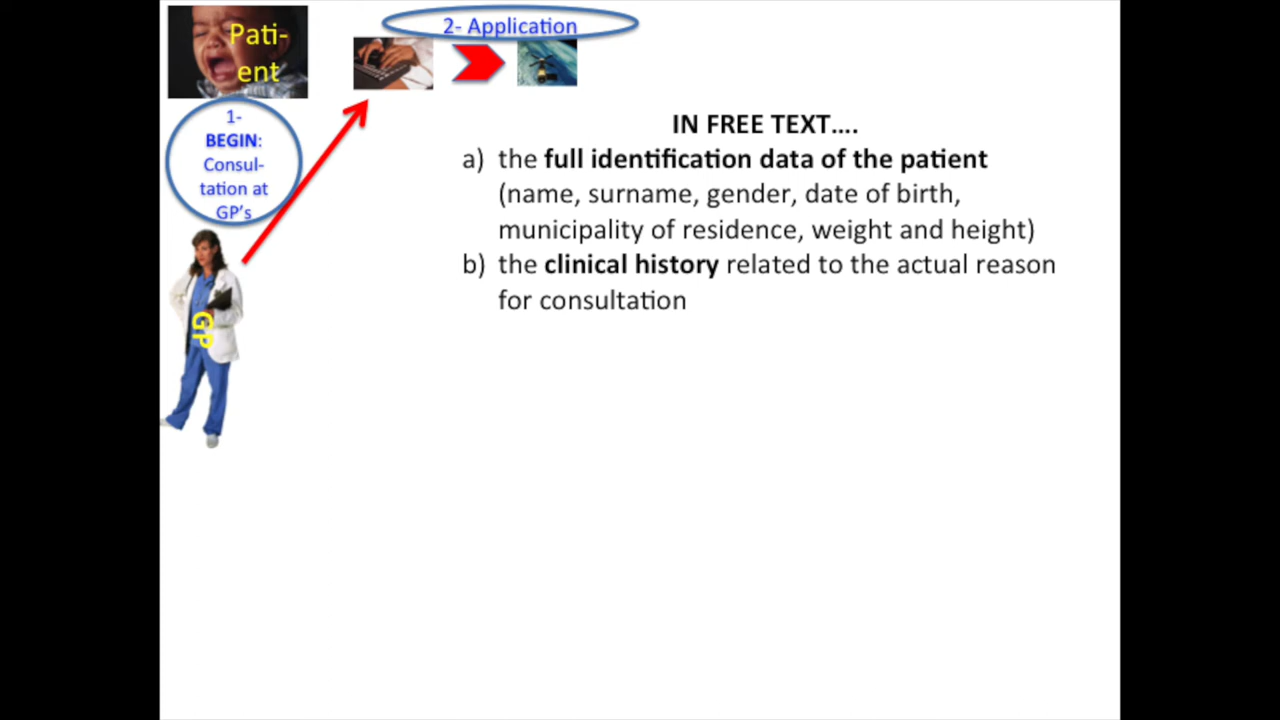 Pati-
ent
2- Application
1-
BEGIN:
Consul-
tation at
GP's
GP
IN FREE TEXT....
a) the full identification data of the patient
(name, surname, gender, date of birth,
municipality of residence, weight and height)
b) the clinical history related to the actual reason
for consultation